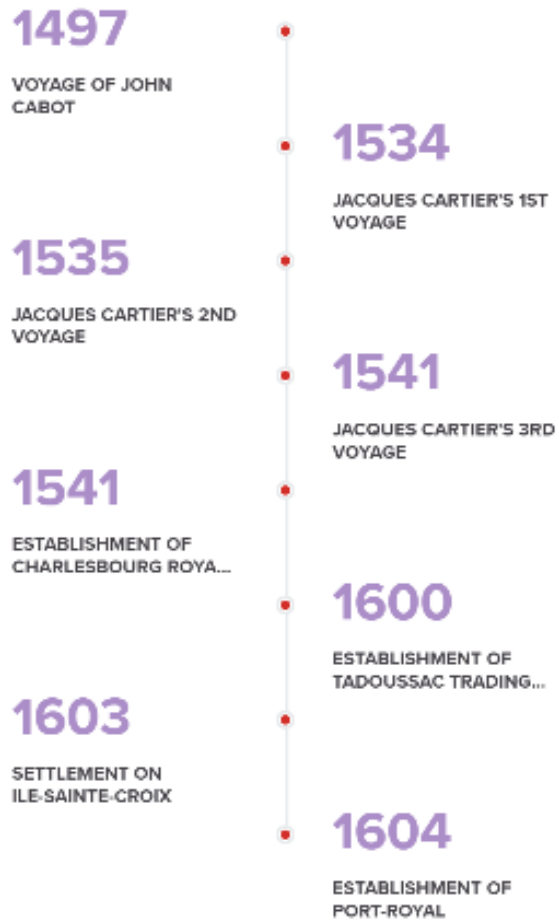 1497
VOYAGE OF JOHN
CABOT
1534
JACQUES CARTIER'S 1ST
VOYAGE
1535
JACQUES CARTIER'S 2ND
VOYAGE
1541
JACQUES CARTIER'S 3RD
VOYAGE
1541
ESTABLISHMENT OF
CHARLESBOURG ROYA...
1600
ESTABLISHMENT OF
TADOUSSAC TRADING...
1603
SETTLEMENT ON
ILE-SAINTE-CROIX
1604
ESTABLISHMENT OF
PORT-ROYAL